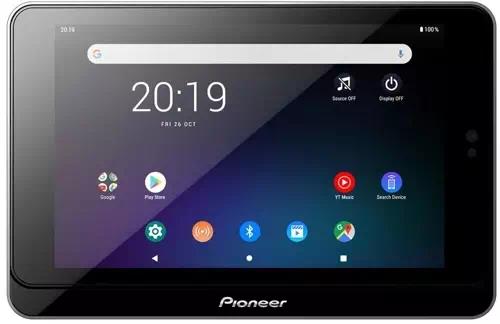 20:19
100%
G
20:19
FRI 26 OCT
Source OFF
Display OFF
Google
Play Store
YT Music
Search Device
Pioneer